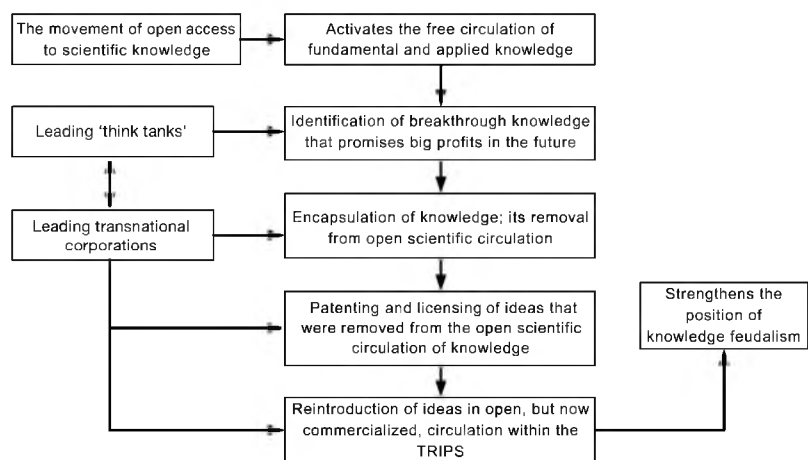 The movement of open access
to scientific knowledge
Activates the free circulation of
fundamental and applied knowledge
Leading ‘think tanks’
Identification of breakthrough knowledge
that promises big profits in the future
Leading transnational
corporations
Encapsulation of knowledge; its removal
from open scientific circulation
Patenting and licensing of ideas that
were removed from the open scientific
circulation of knowledge
Strengthens the
position of
knowledge feudalism
Reintroduction of ideas in open, but now
commercialized, circulation within the
TRIPS